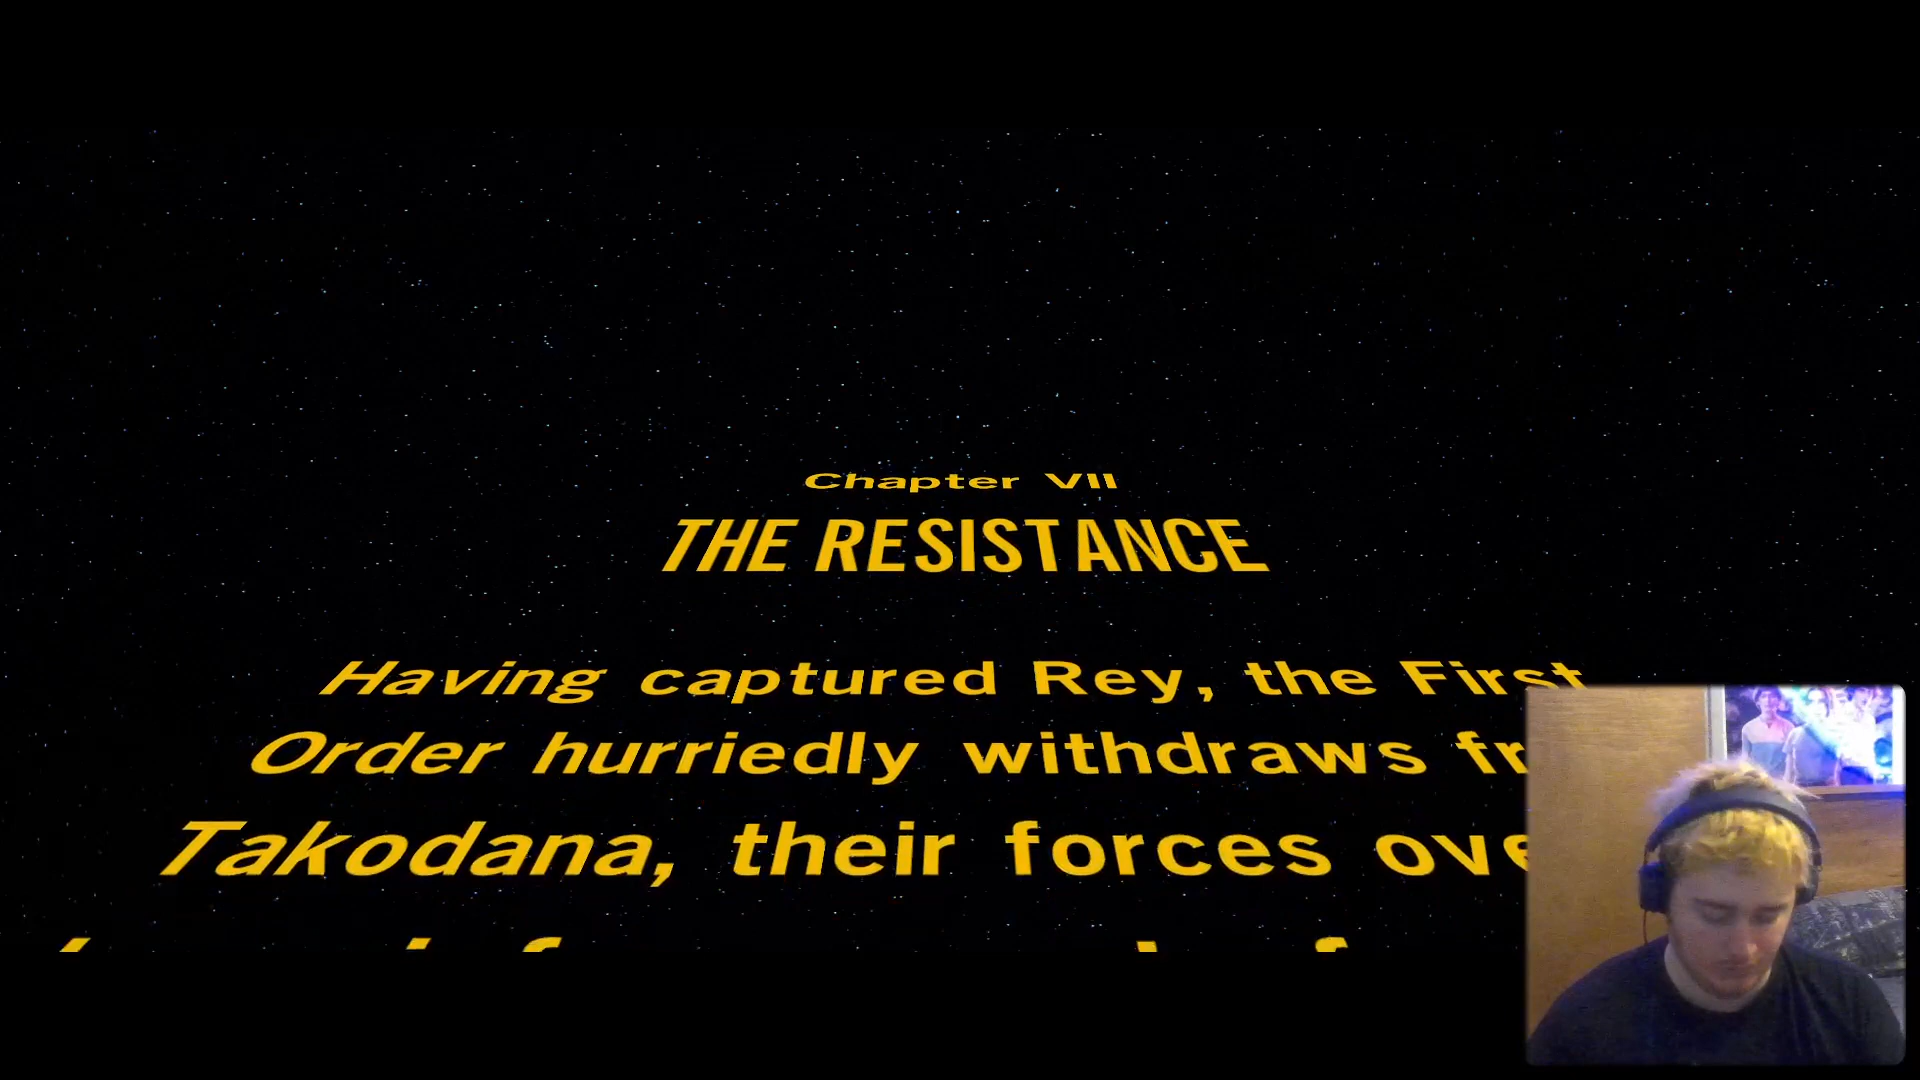 Chapter VII
THE RESISTANCE
Having captured Rey, the First
Order hurriedly withdraws
Takodana, their forces